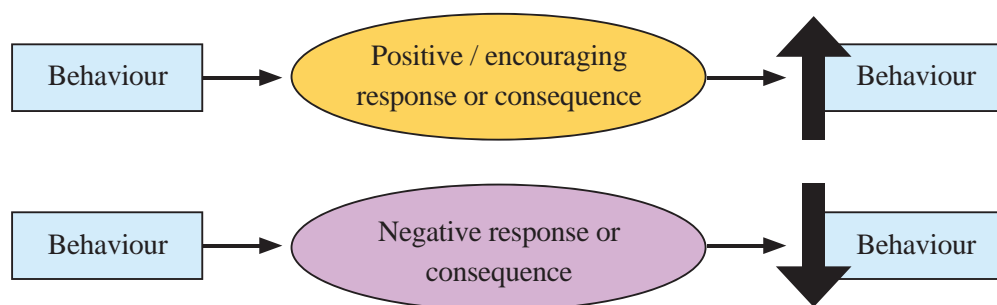 Behaviour
Positive / encouraging
response or consequence
Behaviour
Behaviour
Negative response or
consequence
Behaviour